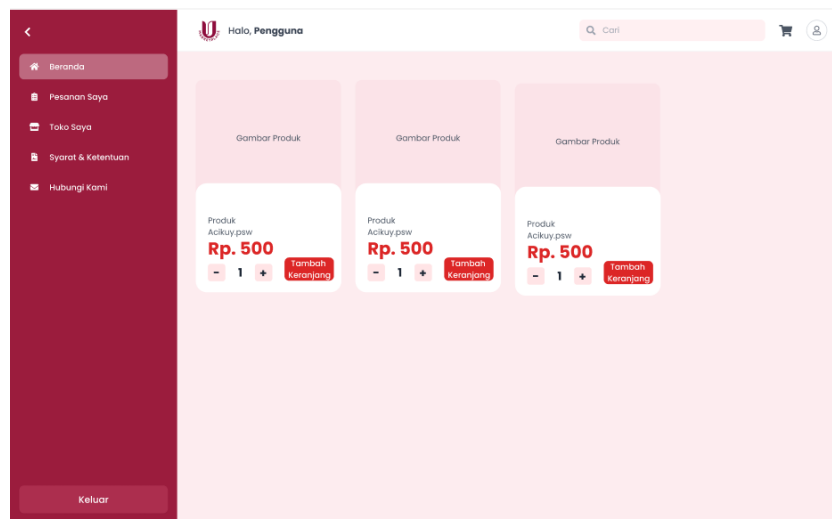 Halo, Pengguna
Cari
Beranda
Pesanan Saya
Toko Saya
Syarat & Ketentuan
Hubungi Kami
Keluar
Gambar Produk
Produk
Acikuy.psw
Rp. 500
- 1 +
Tambah
Keranjang
Gambar Produk
Produk
Acikuy.psw
Rp. 500
- 1 +
Tambah
Keranjang
Gambar Produk
Produk
Acikuy.psw
Rp. 500
- 1 +
Tambah
Keranjang